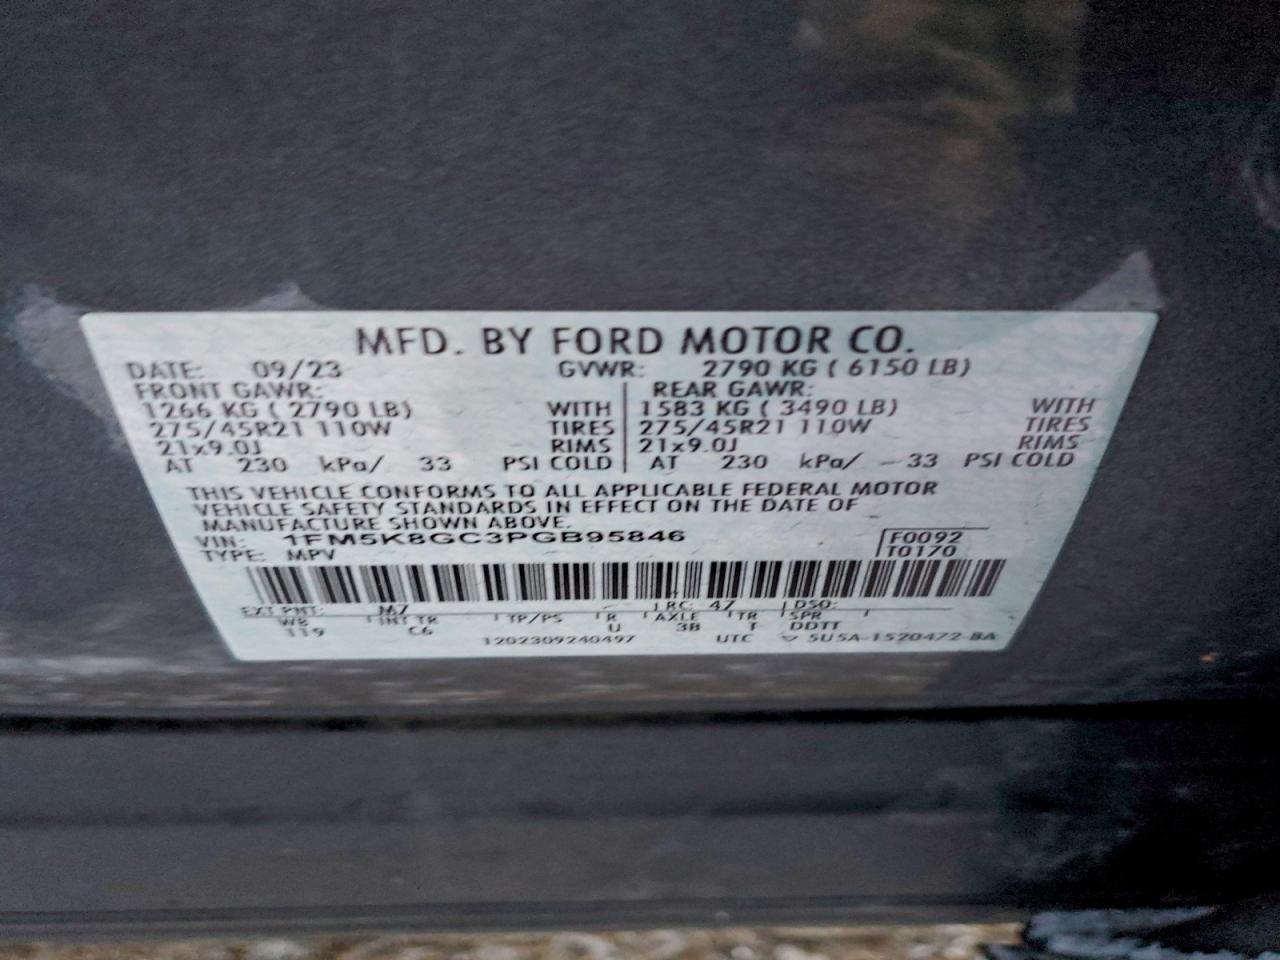 MFD. BY FORD MOTOR CO.
DATE: 09/23 GVWR: 2790 KG ( 6150 LB)
FRONT GAWR: REAR GAWR:
1266 KG ( 2790 LB) WITH 1583 KG ( 3490 LB) WITH
275/45R21 110W TIRES 275/45R21 110W TIRES
21x9.0J RIMS 21x9.0J RIMS
AT 230 kPa/ 33 PSI COLD AT 230 kPa/ 33 PSI COLD
THIS VEHICLE CONFORMS TO ALL APPLICABLE FEDERAL MOTOR
VEHICLE SAFETY STANDARDS IN EFFECT ON THE DATE OF
MANUFACTURE SHOWN ABOVE.
VIN: 1FM5K8GC3PGB95846 F0092
TYPE: MPV T0170
EXT PNT: M7 RC: 47 DSO:
WB INT TR TP/PS R AXLE TR SPR
119 C6 U 3B T DDTT
1202309240497 UTC 5U5A-1520472-BA